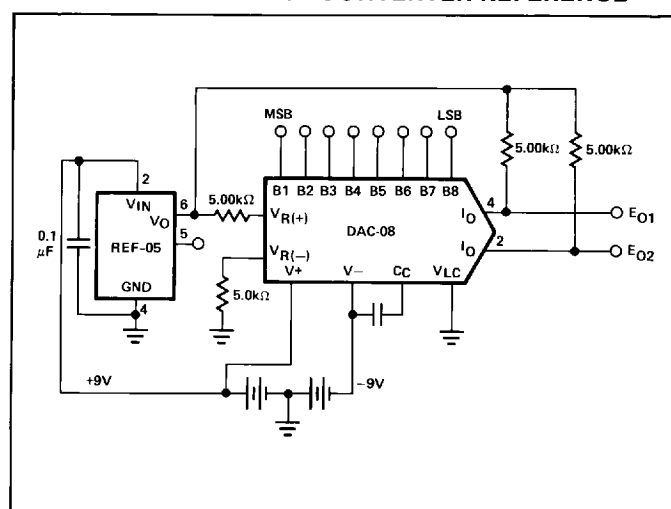 CONVERTER REFERENCE
MSB
LSB
5.00kΩ
5.00kΩ
2
VIN
6
VO
5.00kΩ
B1 B2 B3 B4 B5 B6 B7 B8
VR(+)
IO
4
EO1
0.1
μF
REF-05
5
DAC-08
VR(−)
IO
2
EO2
GND
4
V+
V−
CC
VLC
5.0kΩ
+9V
−9V